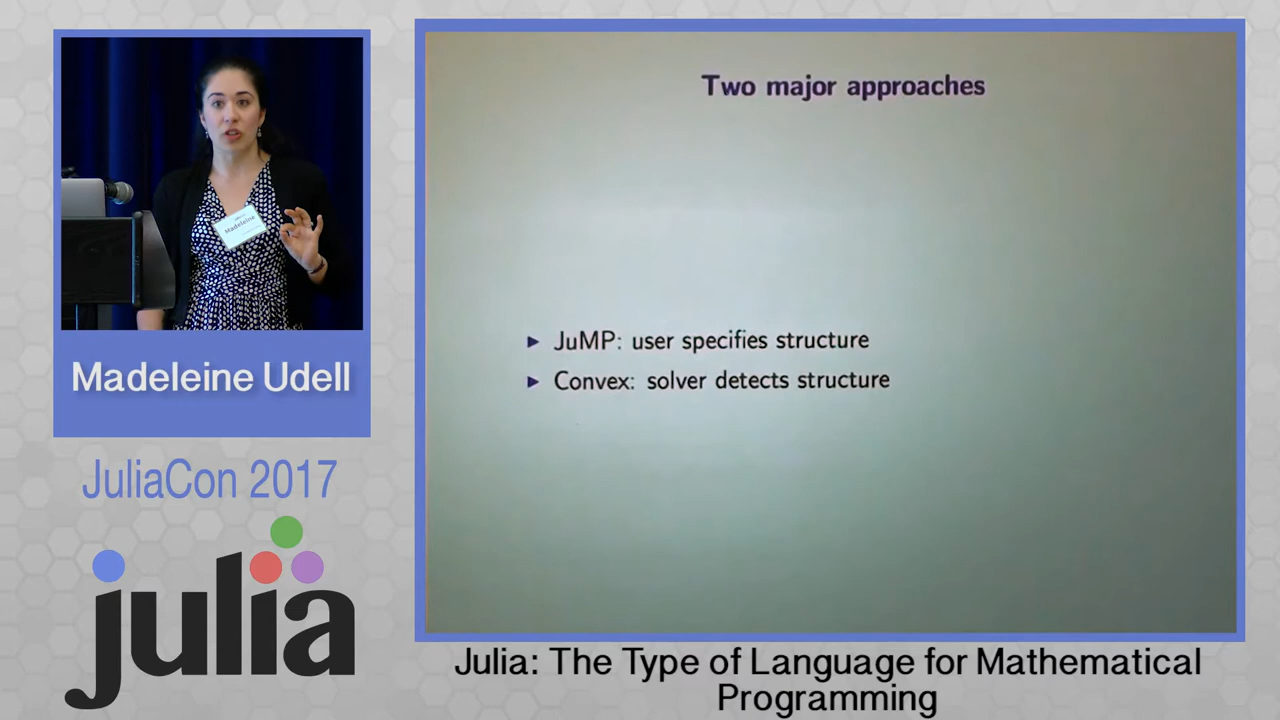 Madeleine
Madeleine Udell
JuliaCon 2017
julia
Two major approaches
► JuMP: user specifies structure
► Convex: solver detects structure
Julia: The Type of Language for Mathematical
Programming